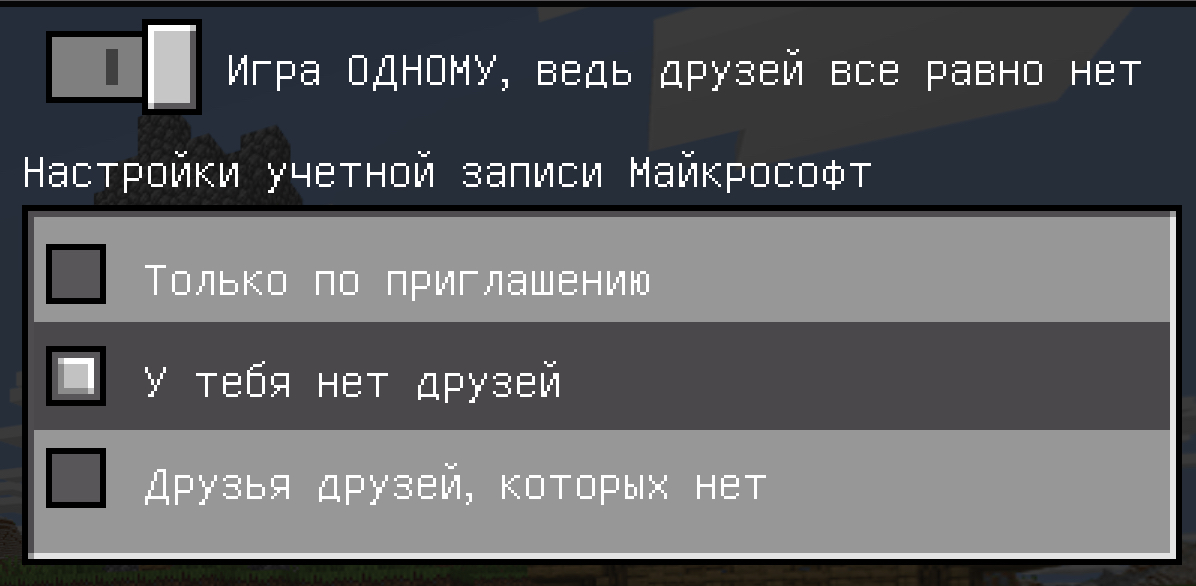 Игра ОДНОМУ, ведь друзей все равно нет
Настройки учетной записи Майкрософт
Только по приглашению
У тебя нет друзей
Друзья друзей, которых нет